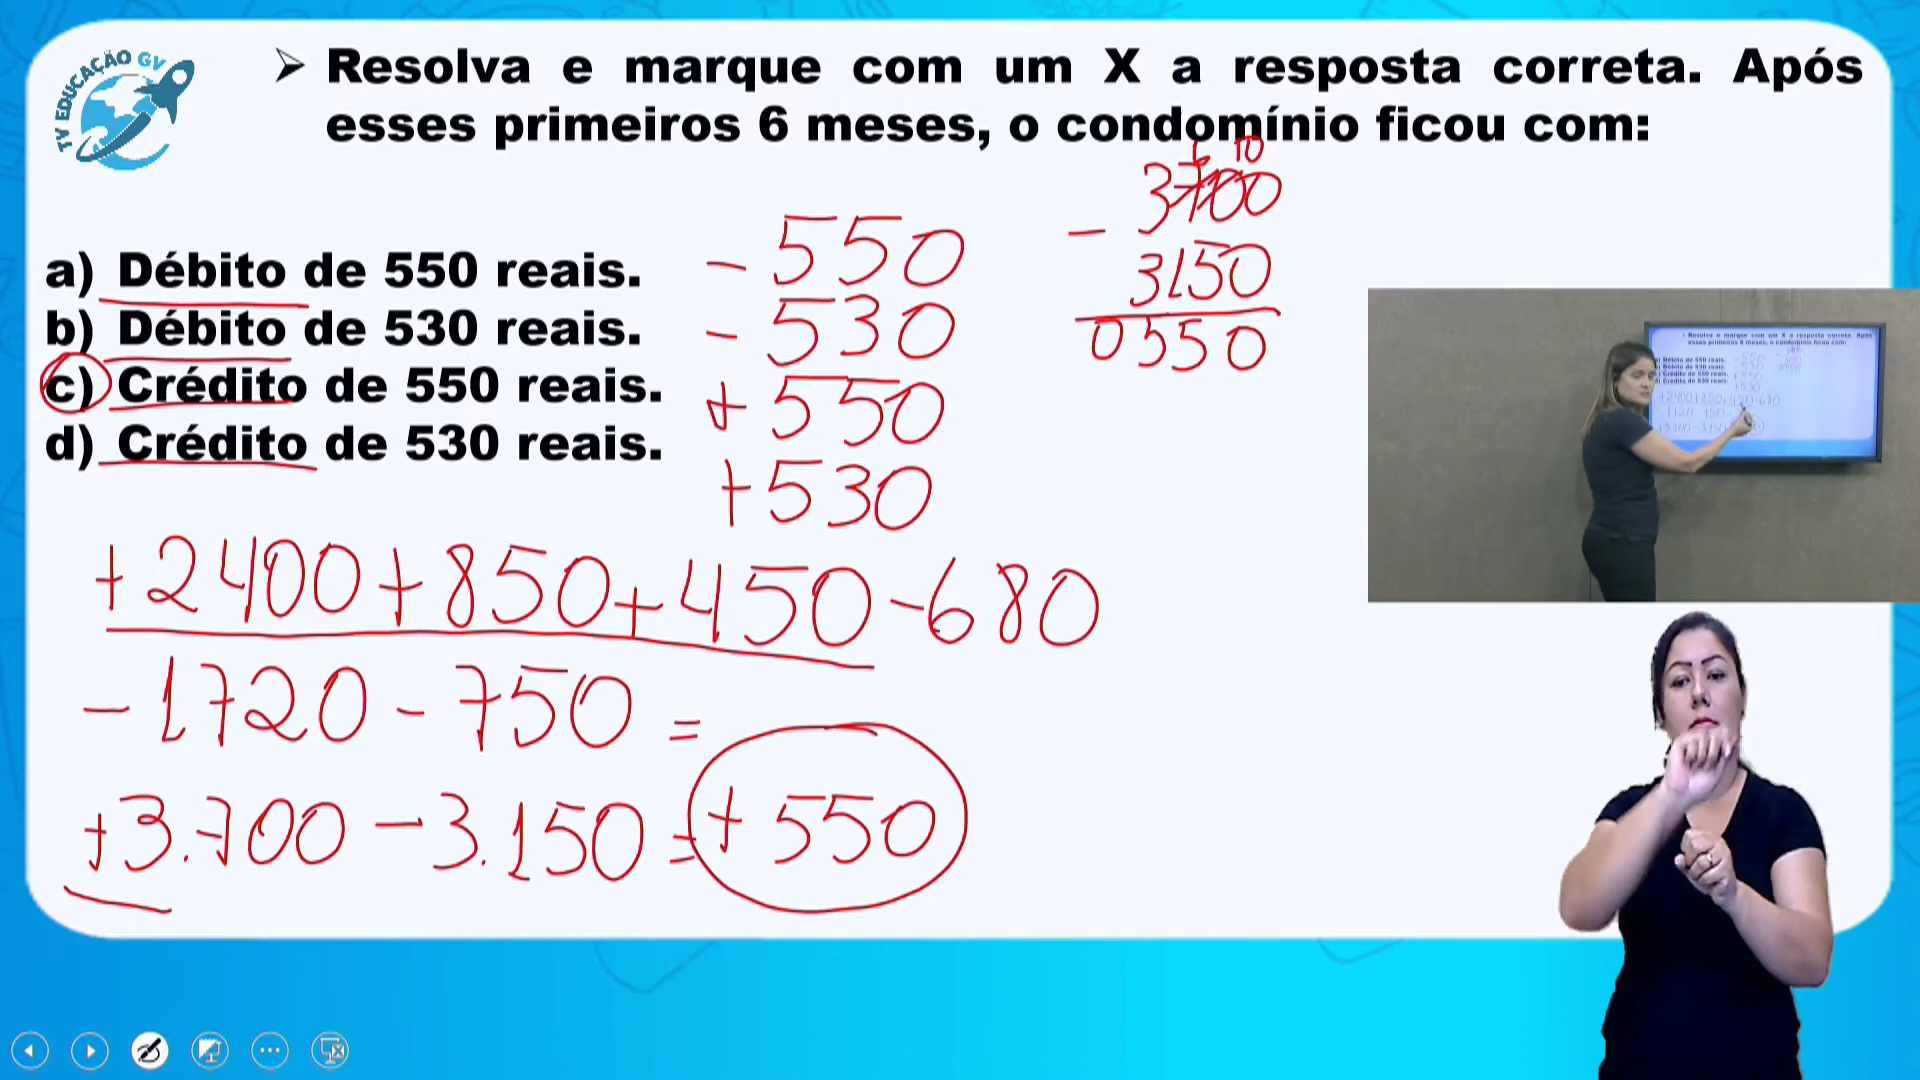 TV EDUCAÇÃO GV
➢ Resolva e marque com um X a resposta correta. Após
esses primeiros 6 meses, o condomínio ficou com:
a) Débito de 550 reais.
b) Débito de 530 reais.
c) Crédito de 550 reais.
d) Crédito de 530 reais.
- 550
- 530
+ 550
+ 530
6 10
3700
- 3150
0550
+2400+850+450-680
-1720-750=
+3.700-3.150=+550